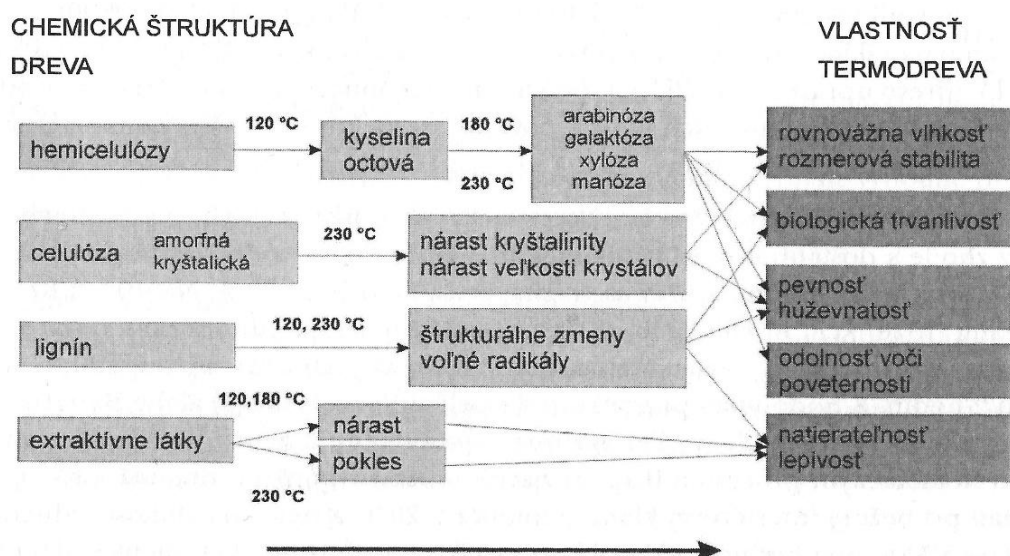 CHEMICKÁ ŠTRUKTÚRA
DREVA
VLASTNOSŤ
TERMODREVA
hemicelulózy
120 °C
kyselina
octová
180 °C
230 °C
arabinóza
galaktóza
xylóza
manóza
rovnovážna vlhkosť
rozmerová stabilita
celulóza
amorfná
kryštalická
230 °C
nárast kryštalinity
nárast veľkosti krystálov
biologická trvanlivosť
pevnosť
húževnatosť
lignín
120, 230 °C
štrukturálne zmeny
voľné radikály
odolnosť voči
poveternosti
extraktívne látky
120,180 °C
nárast
pokles
230 °C
natierateľnosť
lepivosť